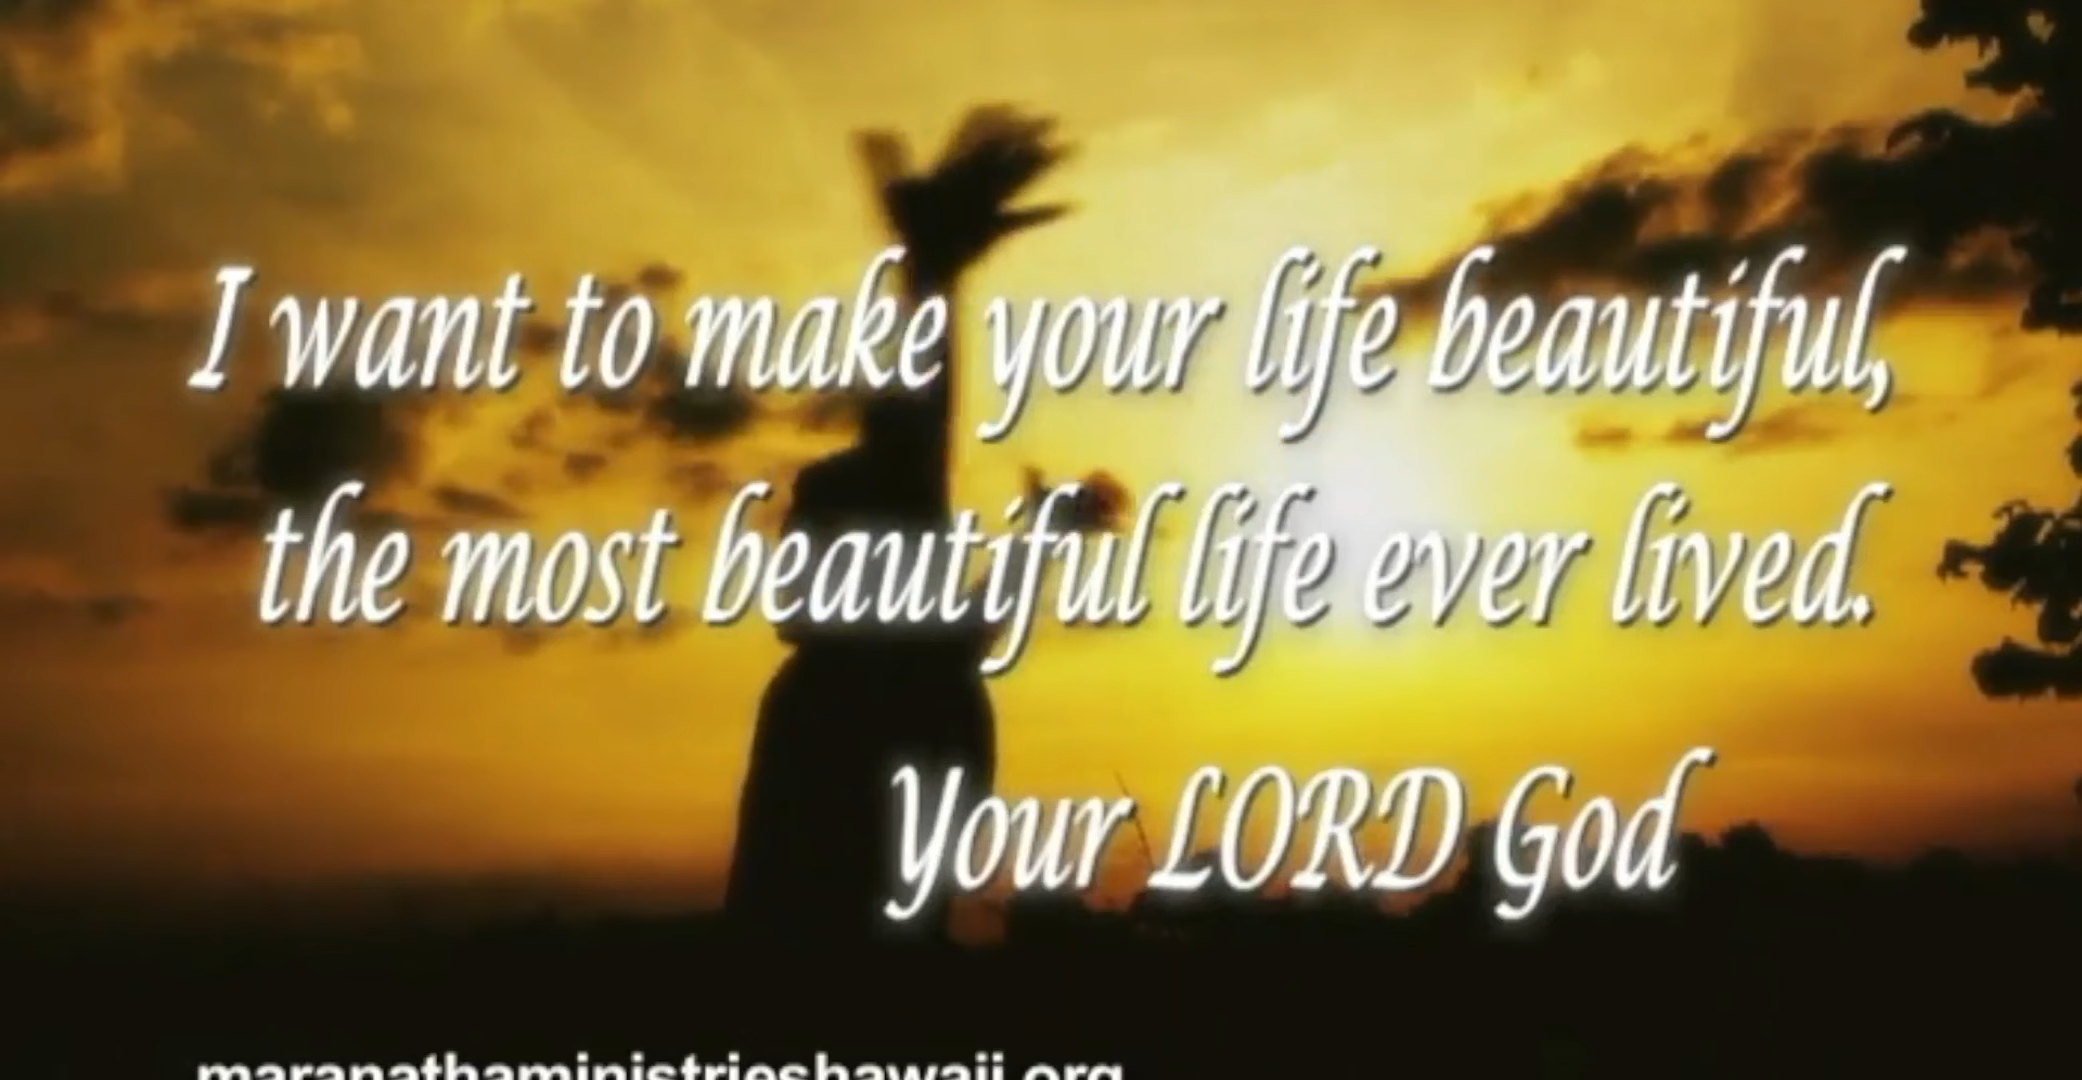 I want to make your life beautiful,
the most beautiful life ever lived.
Your LORD God
maranathaministrieshawaii.org